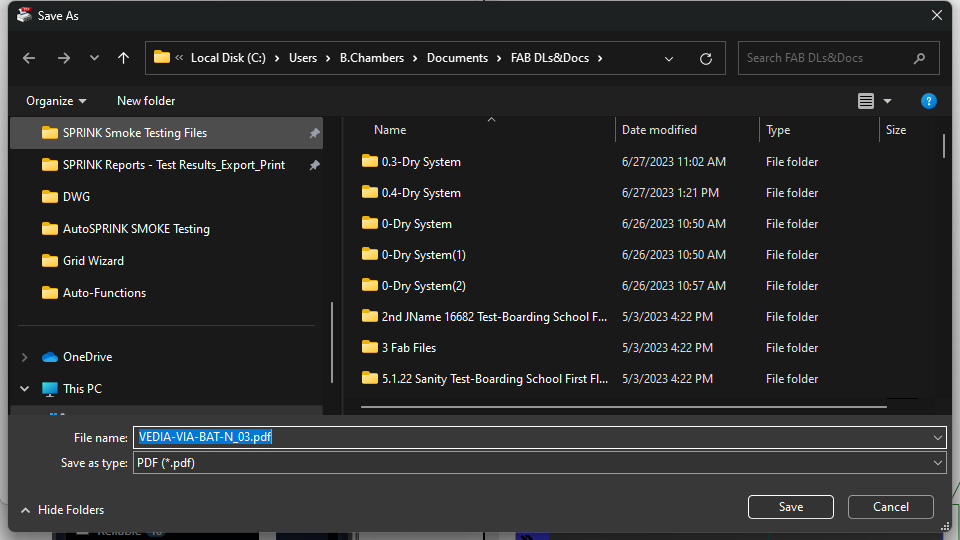 Save As
Local Disk (C:) > Users > B.Chambers > Documents > FAB DLs&Docs >
Search FAB DLs&Docs
Organize
New folder
SPRINK Smoke Testing Files
SPRINK Reports - Test Results_Export_Print
DWG
AutoSPRINK SMOKE Testing
Grid Wizard
Auto-Functions
OneDrive
This PC
Name Date modified Type Size
0.3-Dry System 6/27/2023 11:02 AM File folder
0.4-Dry System 6/27/2023 1:21 PM File folder
0-Dry System 6/26/2023 10:50 AM File folder
0-Dry System(1) 6/26/2023 10:50 AM File folder
0-Dry System(2) 6/26/2023 10:57 AM File folder
2nd JName 16682 Test-Boarding School F... 5/3/2023 4:22 PM File folder
3 Fab Files 5/3/2023 4:22 PM File folder
5.1.22 Sanity Test-Boarding School First Fl... 5/3/2023 4:22 PM File folder
File name: VEDIA-VIA-BAT-N_03.pdf
Save as type: PDF (*.pdf)
Hide Folders
Save
Cancel
Reliable